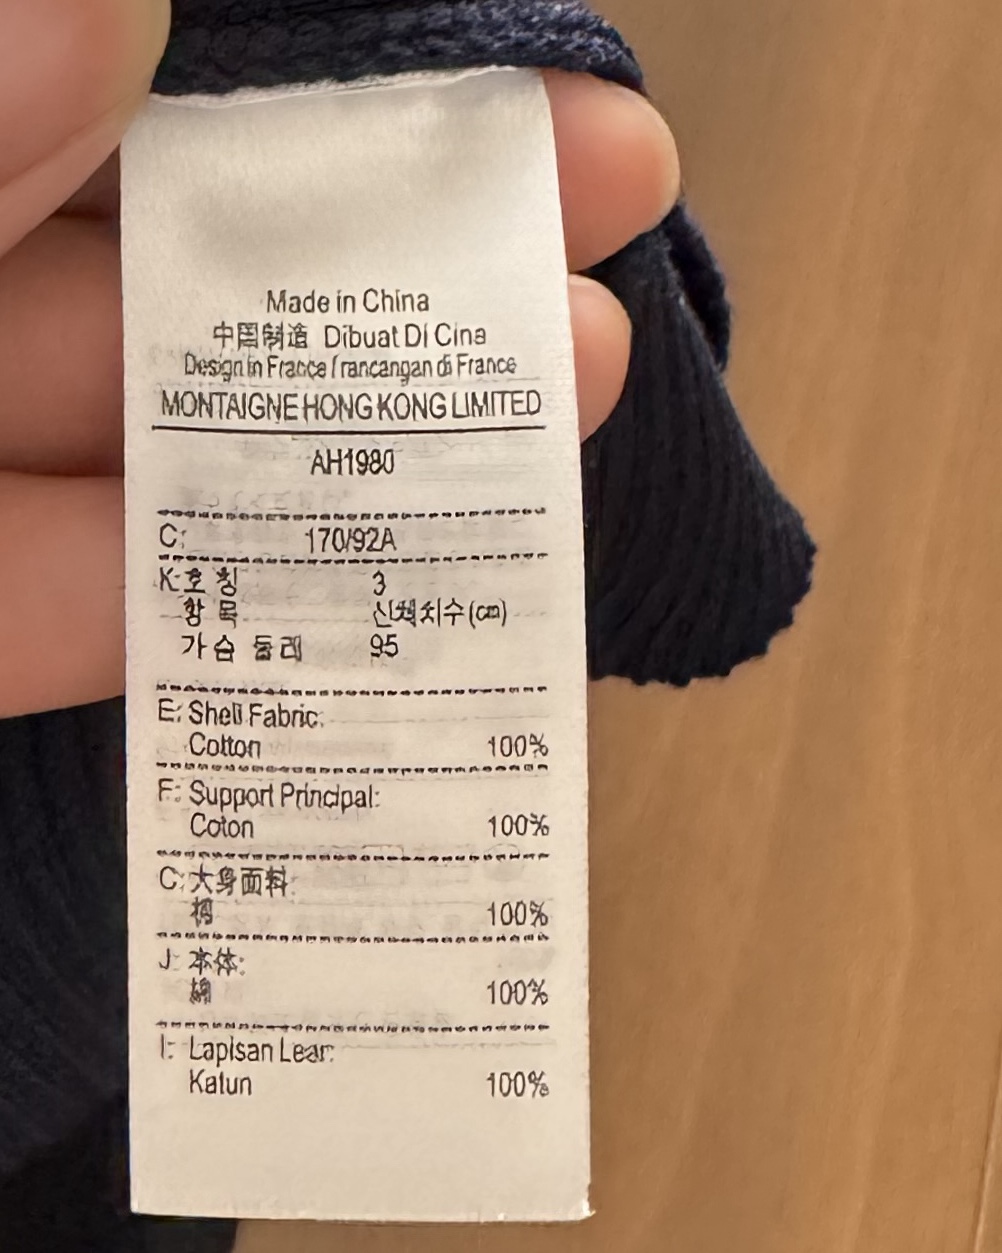 Made in China
中国制造 Dibuat Di Cina
Design in France / rancangan di France
MONTAIGNE HONG KONG LIMITED
AH1980
C: 170/92A
K: 호 칭 3
항 목 신체치수(cm)
가슴 둘레 95
E: Shell Fabric:
Cotton 100%
F: Support Principal:
Coton 100%
C: 大身面料:
棉 100%
J: 本体:
綿 100%
I: Lapisan Lear:
Katun 100%